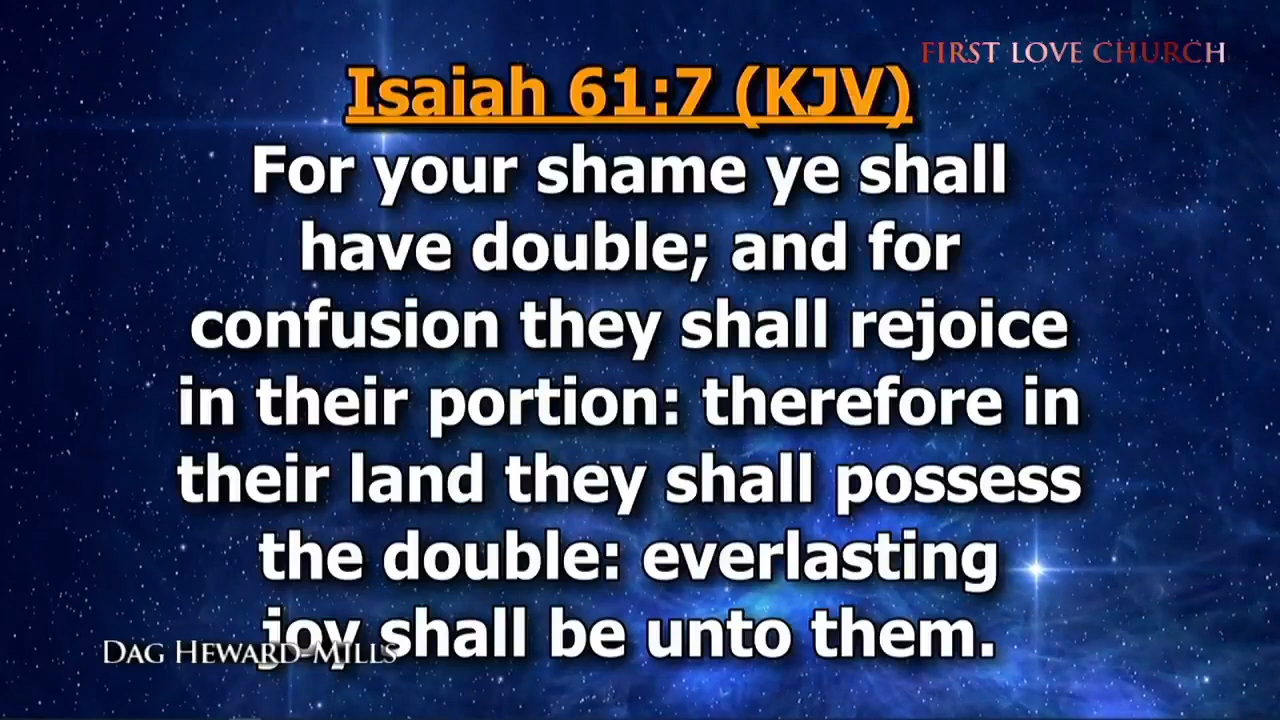 FIRST LOVE CHURCH
Isaiah 61:7 (KJV)
For your shame ye shall
have double; and for
confusion they shall rejoice
in their portion: therefore in
their land they shall possess
the double: everlasting
joy shall be unto them.
DAG HEWARD-MILLS